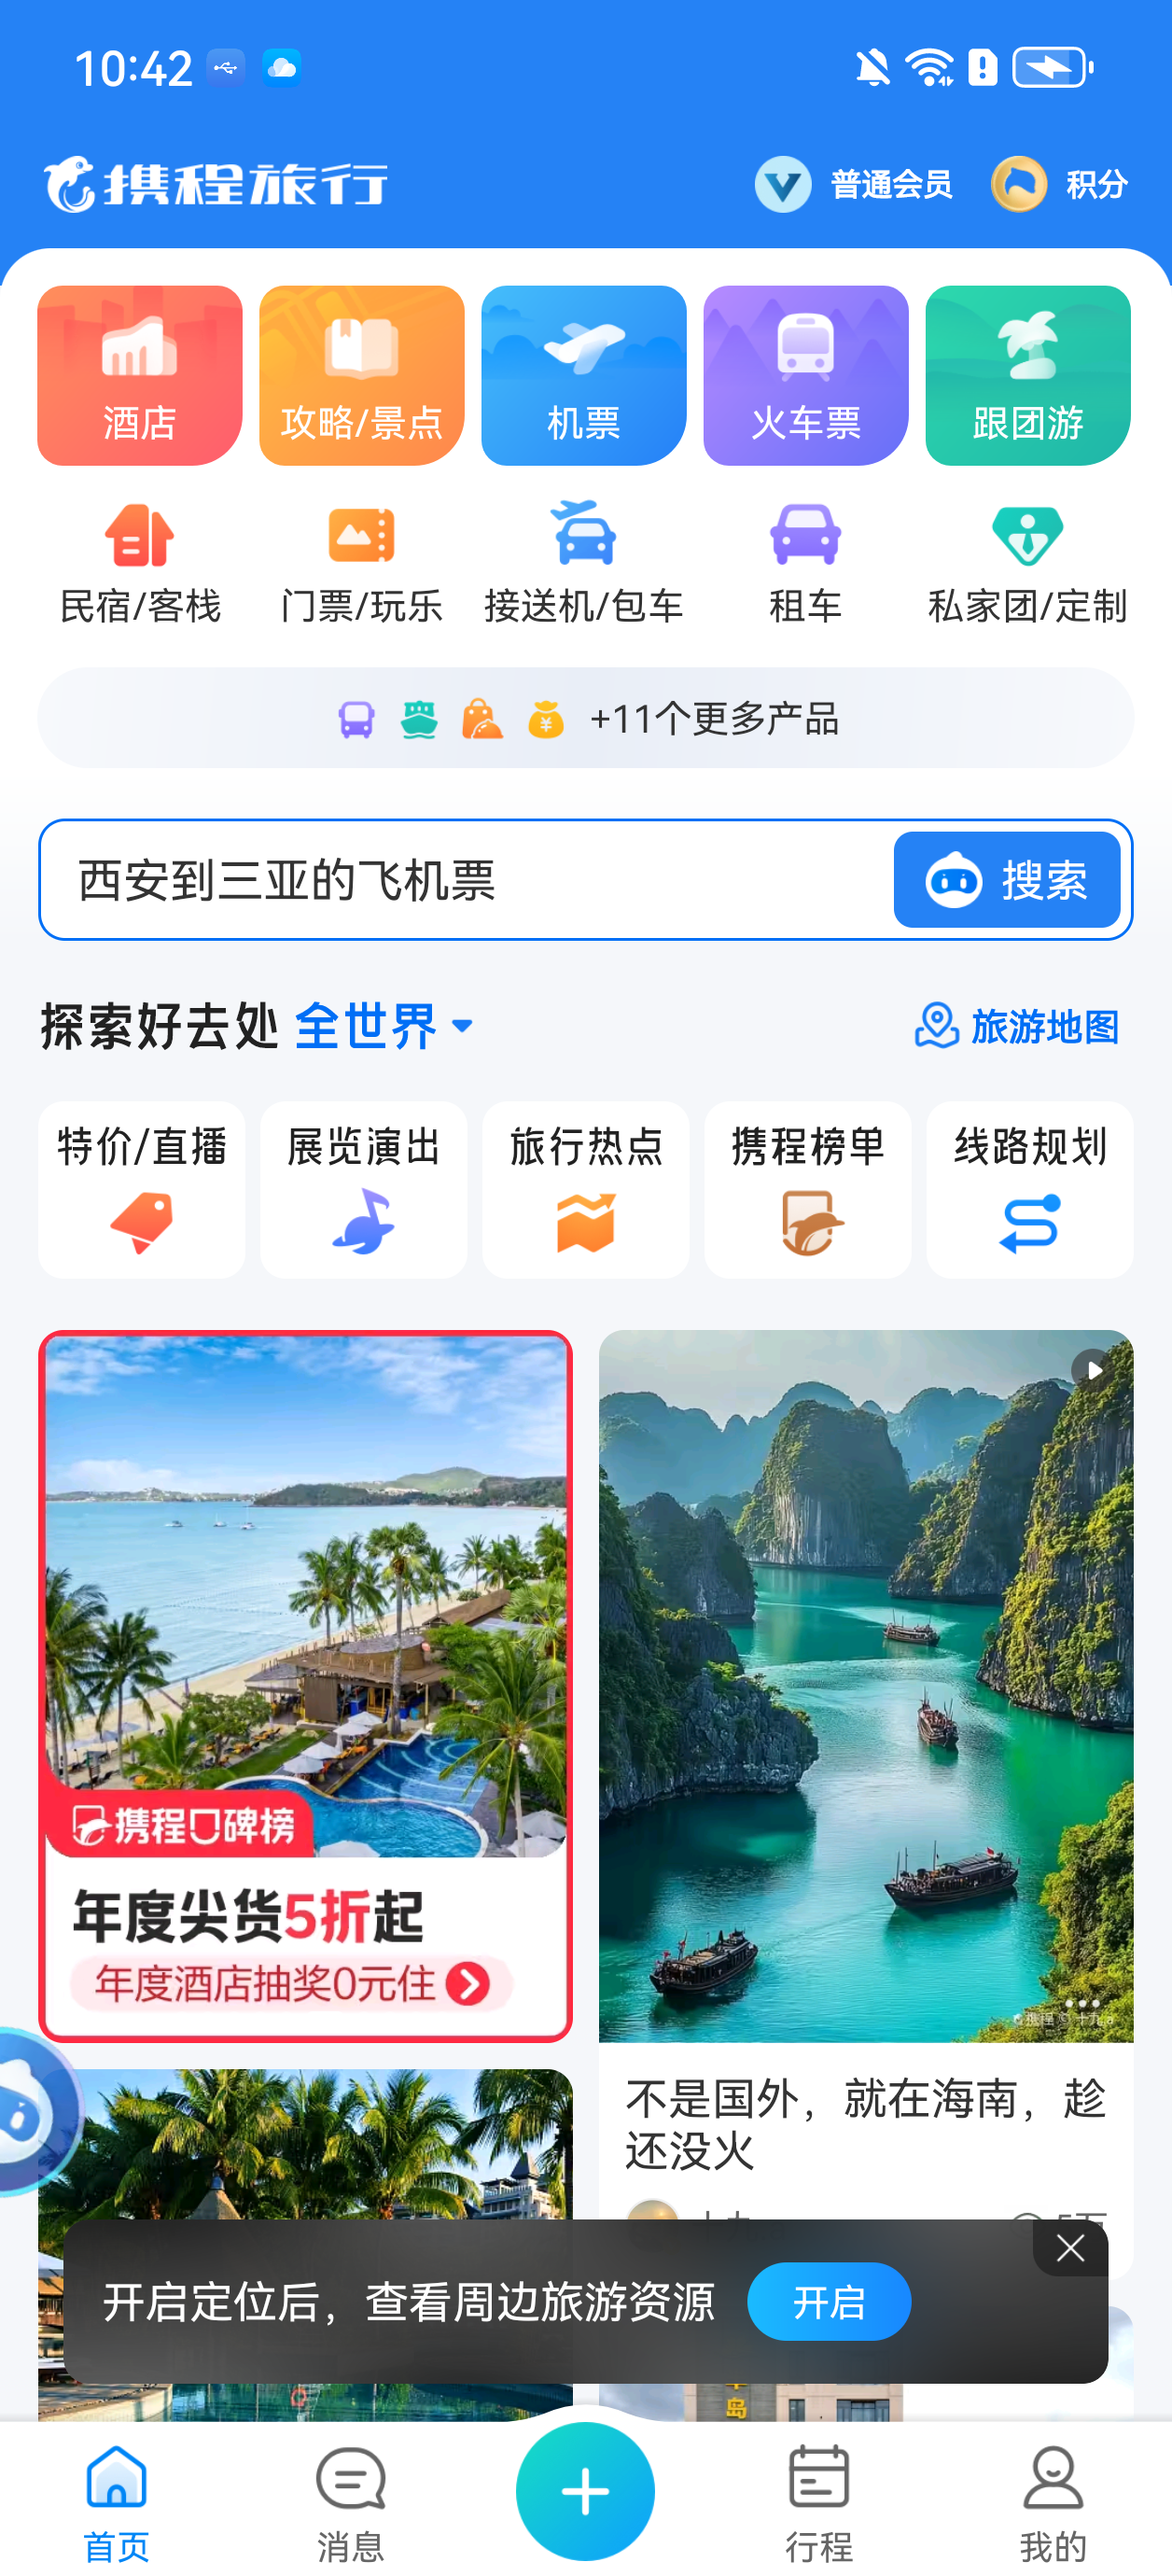 10:42
携程旅行
普通会员
积分
酒店
攻略/景点
机票
火车票
跟团游
民宿/客栈
门票/玩乐
接送机/包车
租车
私家团/定制
+11个更多产品
西安到三亚的飞机票
搜索
探索好去处 全世界
旅游地图
特价/直播
展览演出
旅行热点
携程榜单
线路规划
携程口碑榜
年度尖货5折起
年度酒店抽奖0元住
不是国外，就在海南，趁
还没火
开启定位后，查看周边旅游资源
开启
岛
首页
消息
行程
我的